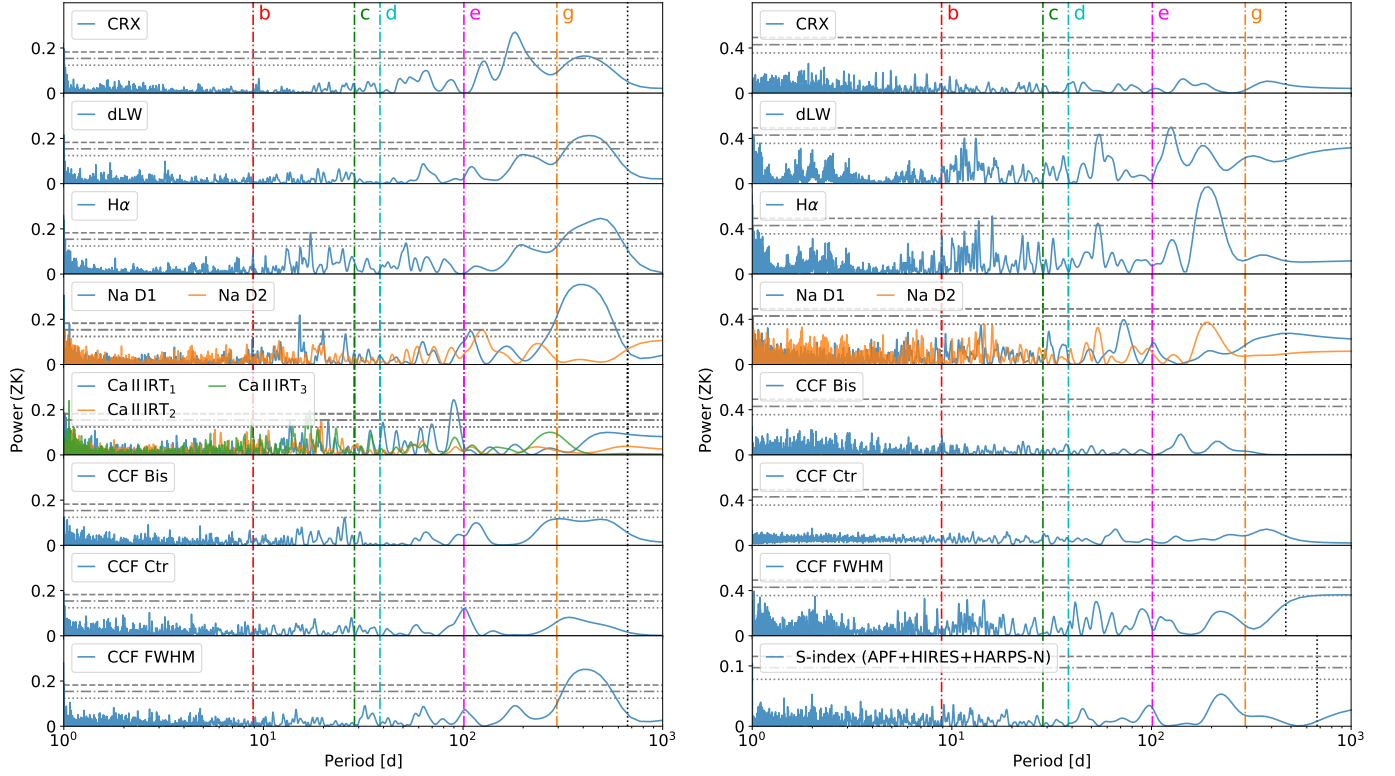 b c d e g
CRX
0.2
0
dLW
0.2
0
Hα
0.2
0
Na D1 Na D2
0.2
0
Ca II IRT1 Ca II IRT3
Ca II IRT2
0.2
0
CCF Bis
0.2
0
CCF Ctr
0.2
0
CCF FWHM
0.2
0
10^0 10^1 10^2 10^3
Period [d]
Power (ZK)
b c d e g
CRX
0.4
0
dLW
0.4
0
Hα
0.4
0
Na D1 Na D2
0.4
0
CCF Bis
0.4
0
CCF Ctr
0.4
0
CCF FWHM
0.4
0
S-index (APF+HIRES+HARPS-N)
0.1
0
10^0 10^1 10^2 10^3
Period [d]
Power (ZK)